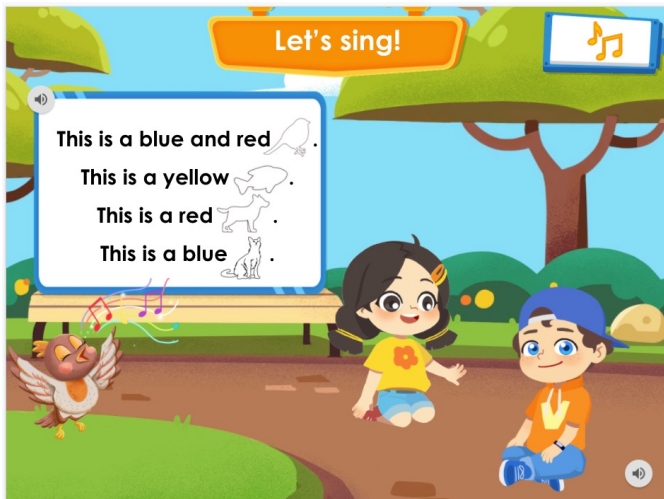 Let's sing!
This is a blue and red .
This is a yellow .
This is a red .
This is a blue .